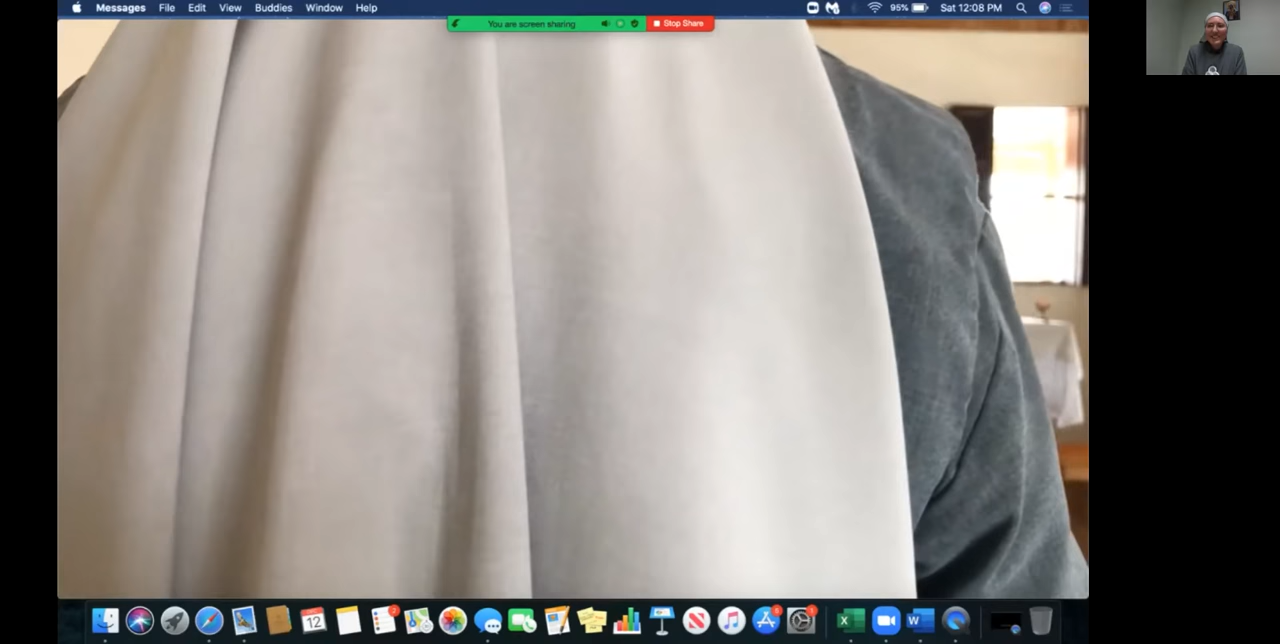 Messages File Edit View Buddies Window Help 95% Sat 12:08 PM
You are screen sharing Stop Share
12